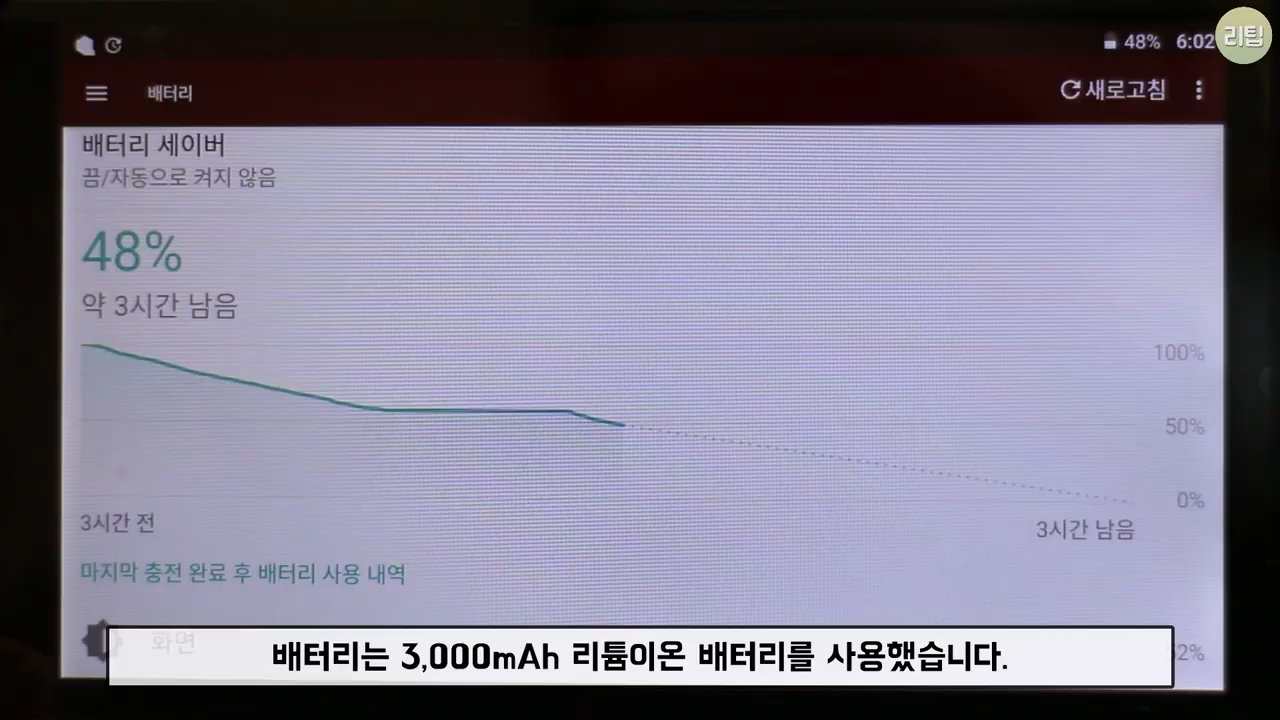 리팁
48% 6:02
배터리
새로고침
배터리 세이버
끔/자동으로 켜지 않음
48%
약 3시간 남음
100%
50%
0%
3시간 전
3시간 남음
마지막 충전 완료 후 배터리 사용 내역
화면
2%
배터리는 3,000mAh 리튬이온 배터리를 사용했습니다.